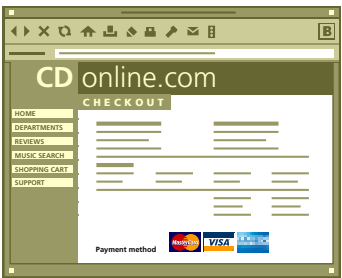 B
CD online.com
CHECKOUT
HOME
DEPARTMENTS
REVIEWS
MUSIC SEARCH
SHOPPING CART
SUPPORT
Payment method MasterCard VISA